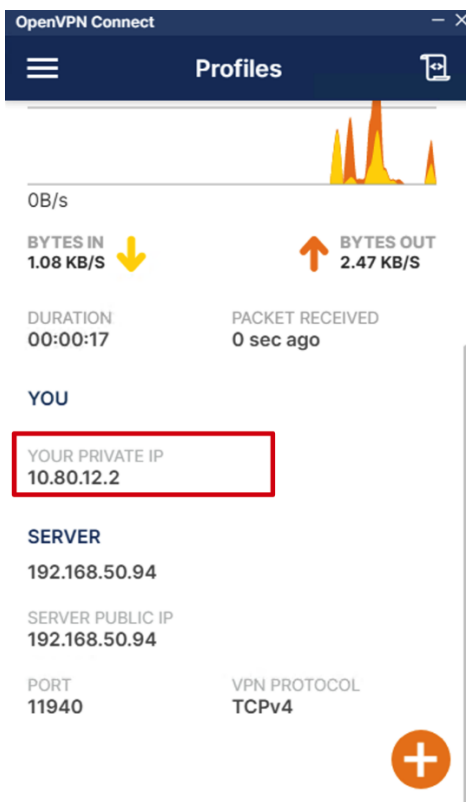 OpenVPN Connect
Profiles
0B/s
BYTES IN
1.08 KB/S
BYTES OUT
2.47 KB/S
DURATION
00:00:17
PACKET RECEIVED
0 sec ago
YOU
YOUR PRIVATE IP
10.80.12.2
SERVER
192.168.50.94
SERVER PUBLIC IP
192.168.50.94
PORT
11940
VPN PROTOCOL
TCPv4